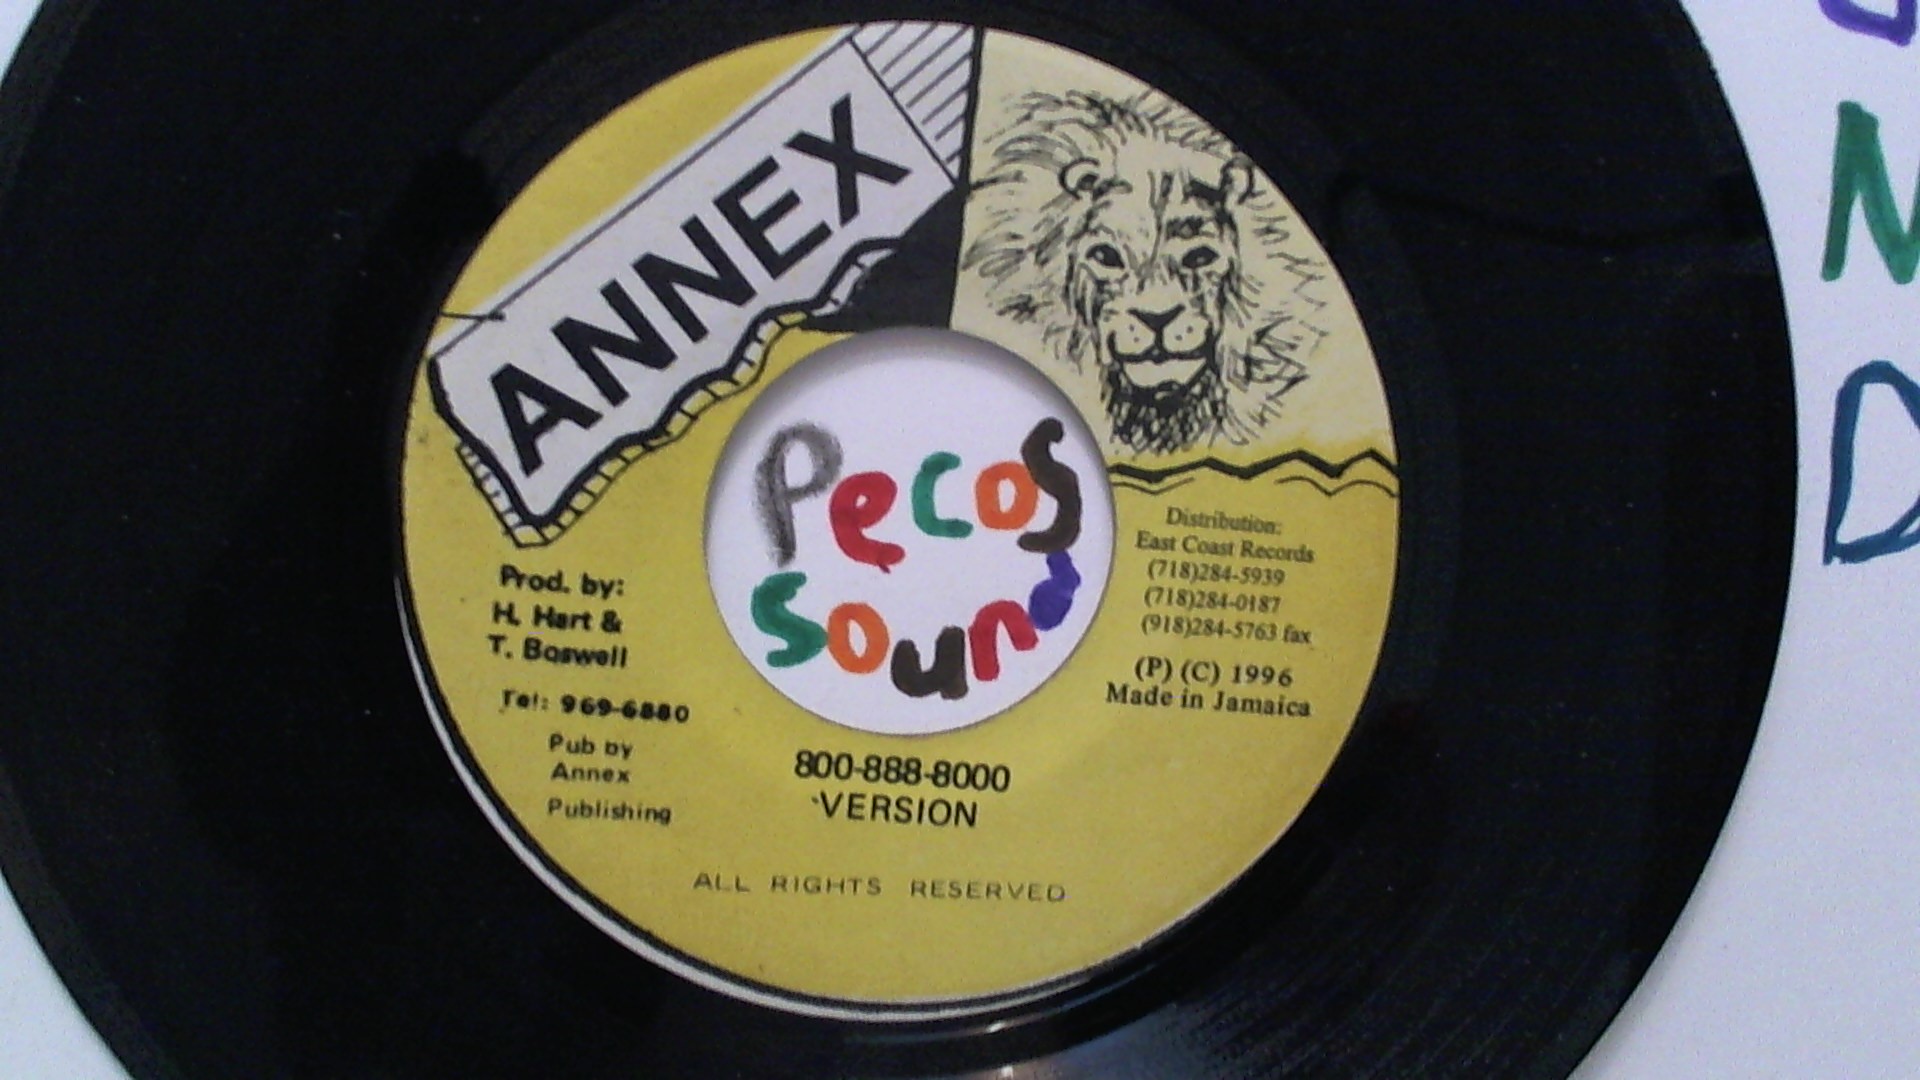 ANNEX
Pecos
Sound
Prod. by:
H. Hart &
T. Boswell
Tel: 969-6880
Pub by
Annex
Publishing
Distribution:
East Coast Records
(718)284-5939
(718)284-0187
(918)284-5763 fax
(P) (C) 1996
Made in Jamaica
800-888-8000
VERSION
ALL RIGHTS RESERVED
N
D